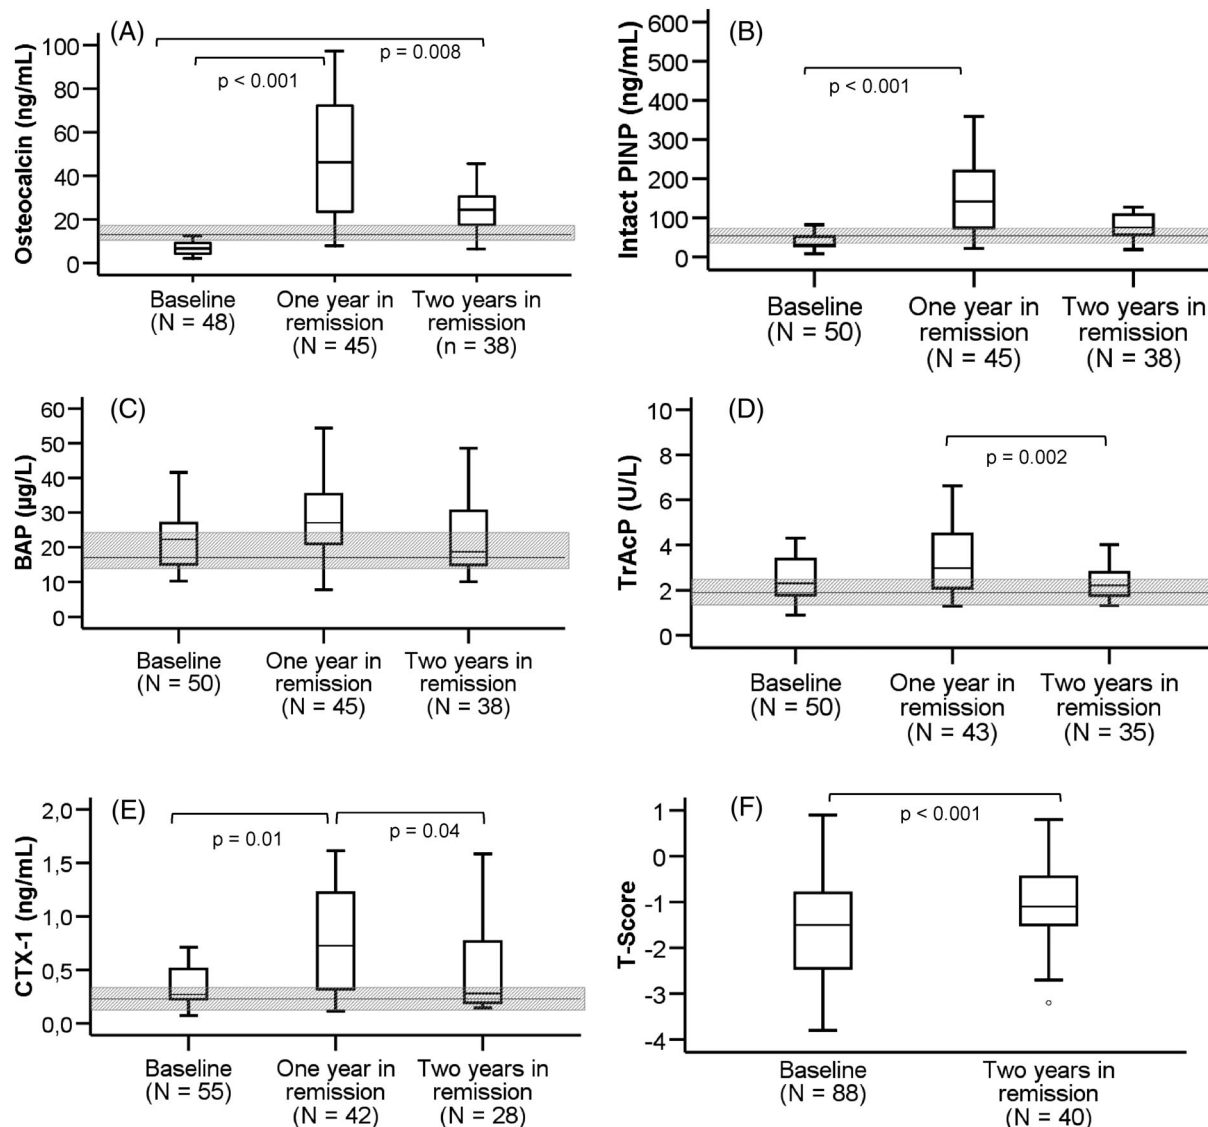 (A)
Osteocalcin (ng/mL)
100
80
60
40
20
0
p < 0.001
p = 0.008
Baseline
(N = 48)
One year in
remission
(N = 45)
Two years in
remission
(n = 38)
(B)
Intact PINP (ng/mL)
600
500
400
300
200
100
0
p < 0.001
Baseline
(N = 50)
One year in
remission
(N = 45)
Two years in
remission
(N = 38)
(C)
BAP (µg/L)
60
50
40
30
20
10
0
Baseline
(N = 50)
One year in
remission
(N = 45)
Two years in
remission
(N = 38)
(D)
TrAcP (U/L)
10
8
6
4
2
0
p = 0.002
Baseline
(N = 50)
One year in
remission
(N = 43)
Two years in
remission
(N = 35)
(E)
CTX-1 (ng/mL)
2,0
1,5
1,0
0,5
0,0
p = 0.01
p = 0.04
Baseline
(N = 55)
One year in
remission
(N = 42)
Two years in
remission
(N = 28)
(F)
T-Score
1
0
-1
-2
-3
-4
p < 0.001
Baseline
(N = 88)
Two years in
remission
(N = 40)